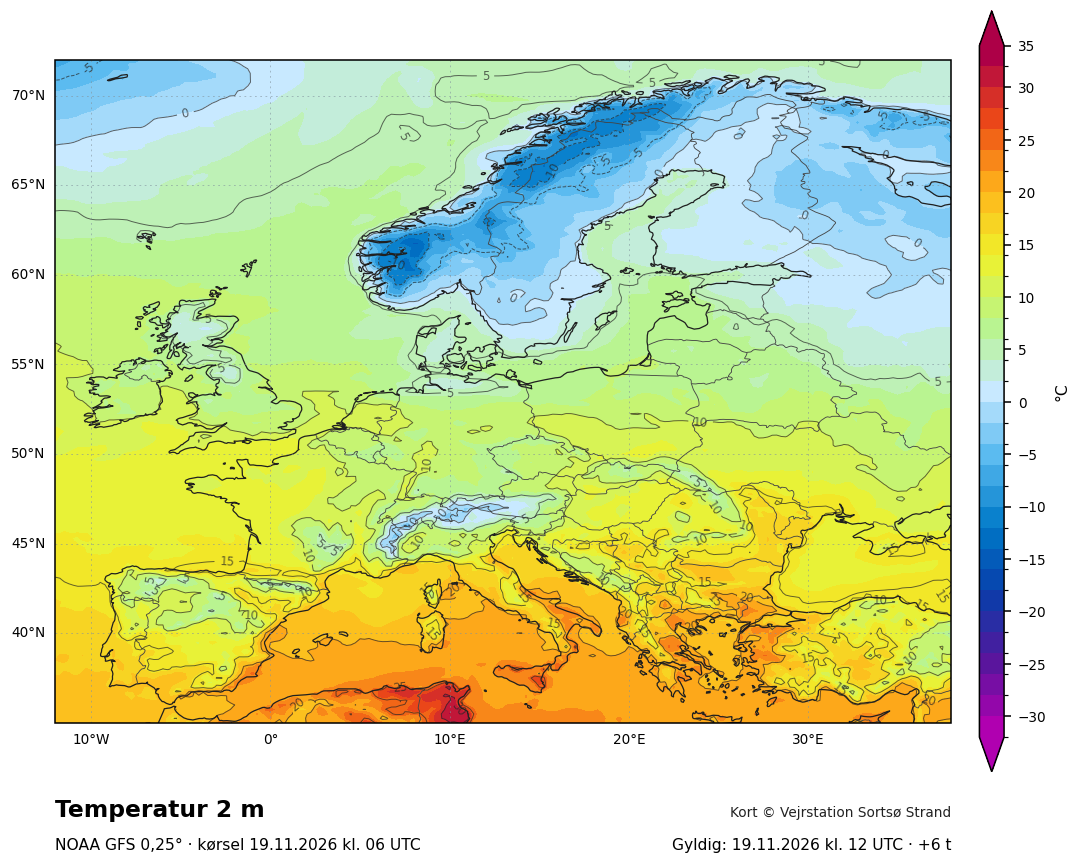 70°N
65°N
60°N
55°N
50°N
45°N
40°N
10°W 0° 10°E 20°E 30°E
35
30
25
20
15
10
5
0
−5
−10
−15
−20
−25
−30
°C
Temperatur 2 m
Kort © Vejrstation Sortsø Strand
NOAA GFS 0,25° · kørsel 19.11.2026 kl. 06 UTC
Gyldig: 19.11.2026 kl. 12 UTC · +6 t